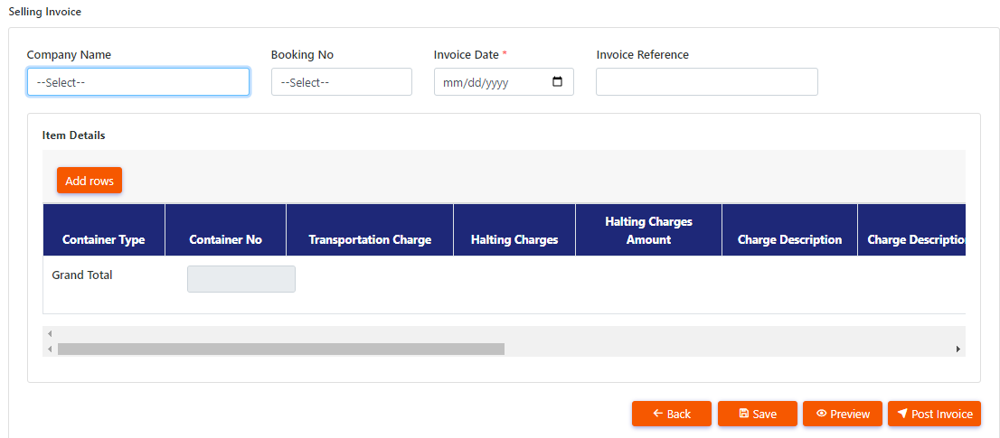 Selling Invoice
Company Name Booking No Invoice Date * Invoice Reference
--Select-- --Select-- mm/dd/yyyy
Item Details
Add rows
Container Type Container No Transportation Charge Halting Charges Halting Charges Amount Charge Description Charge Description
Grand Total
Back Save Preview Post Invoice